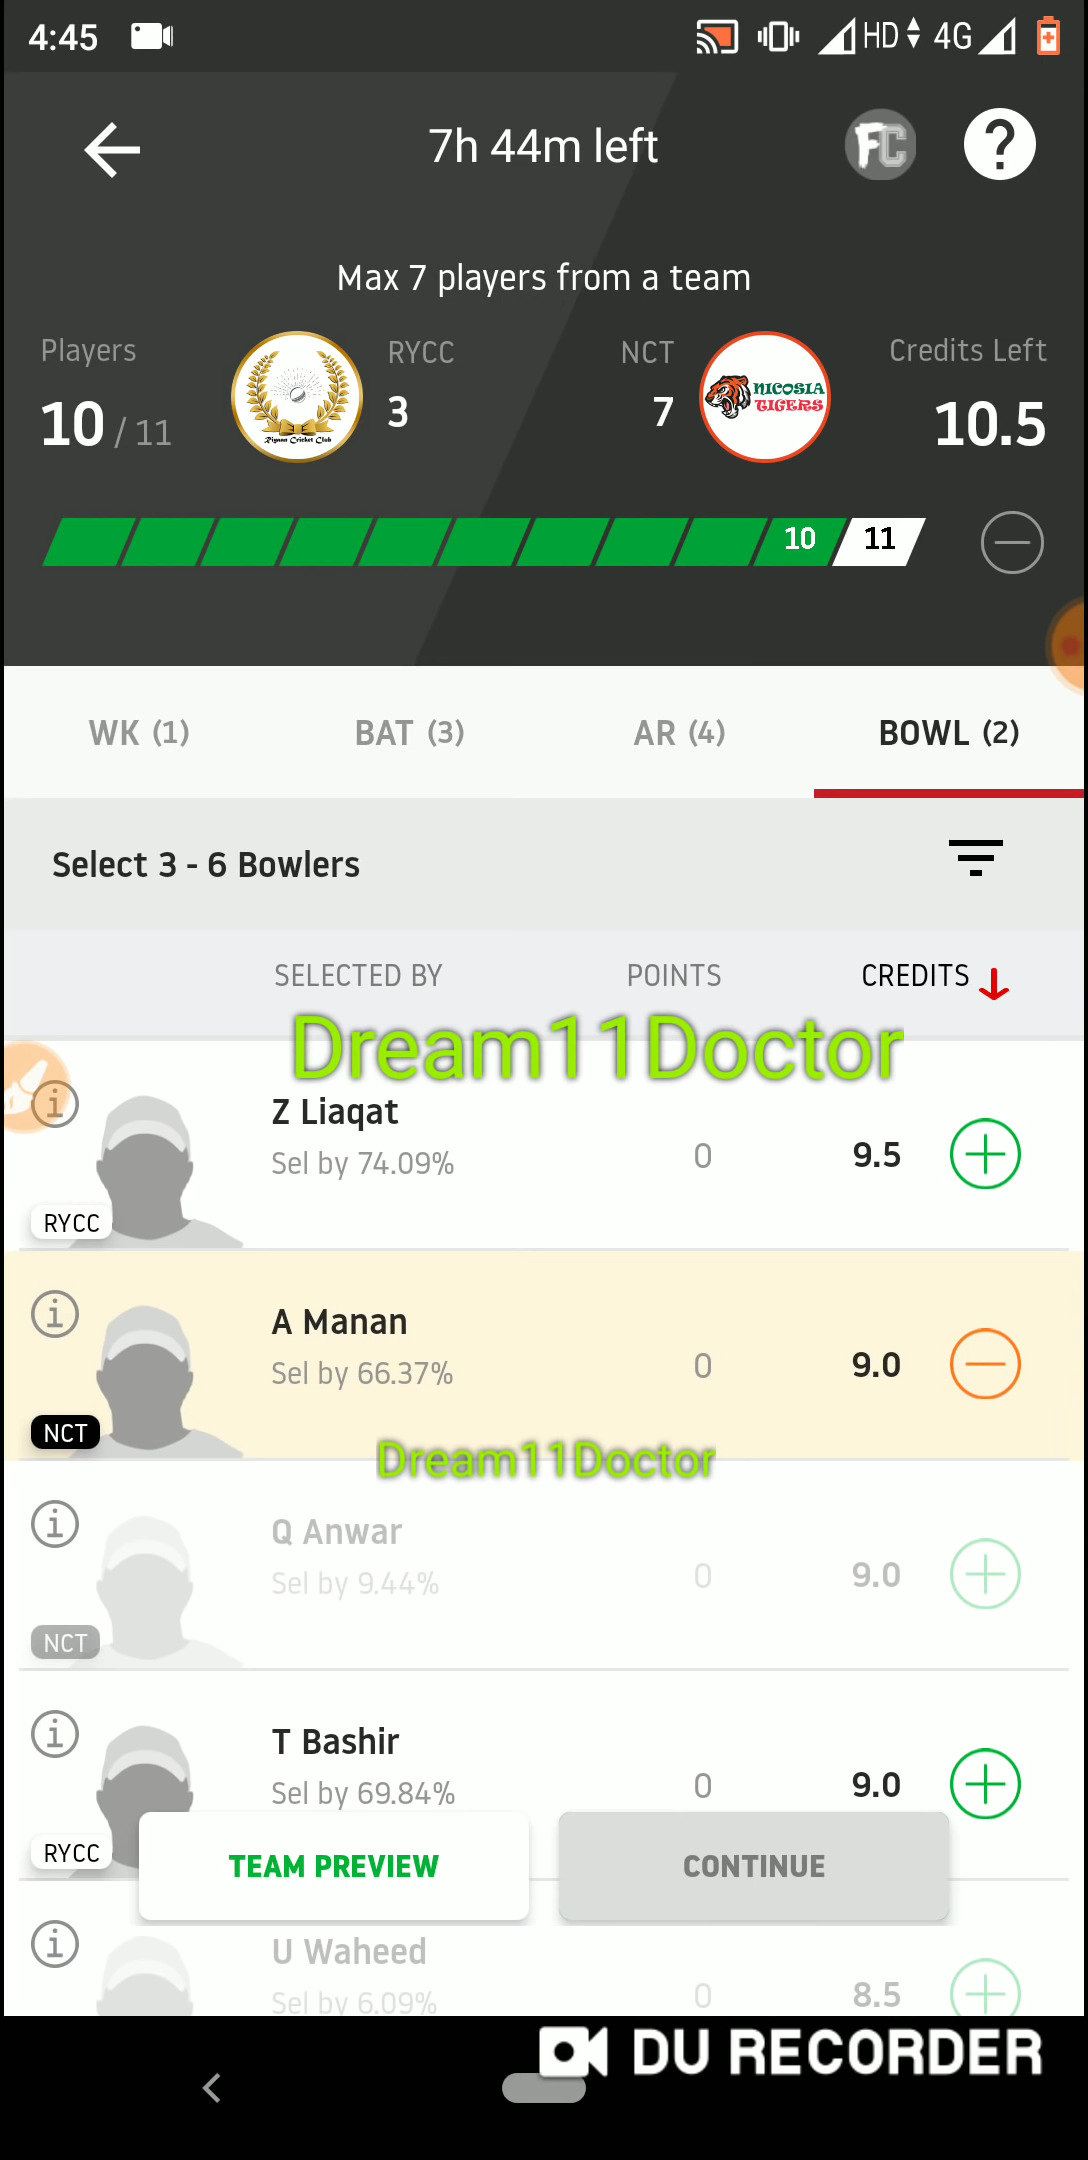 4:45
HD 4G
7h 44m left
FC ?
Max 7 players from a team
Players RYCC NCT Credits Left
10 / 11 3 7 10.5
Riyaan Cricket Club
NICOSIA
TIGERS
10 11
WK (1) BAT (3) AR (4) BOWL (2)
Select 3 - 6 Bowlers
SELECTED BY POINTS CREDITS
Dream11Doctor
Z Liaqat
Sel by 74.09% 0 9.5
RYCC
A Manan
Sel by 66.37% 0 9.0
NCT
Dream11Doctor
Q Anwar
Sel by 9.44% 0 9.0
NCT
T Bashir
Sel by 69.84% 0 9.0
RYCC
TEAM PREVIEW CONTINUE
U Waheed
Sel by 6.09% 0 8.5
DU RECORDER